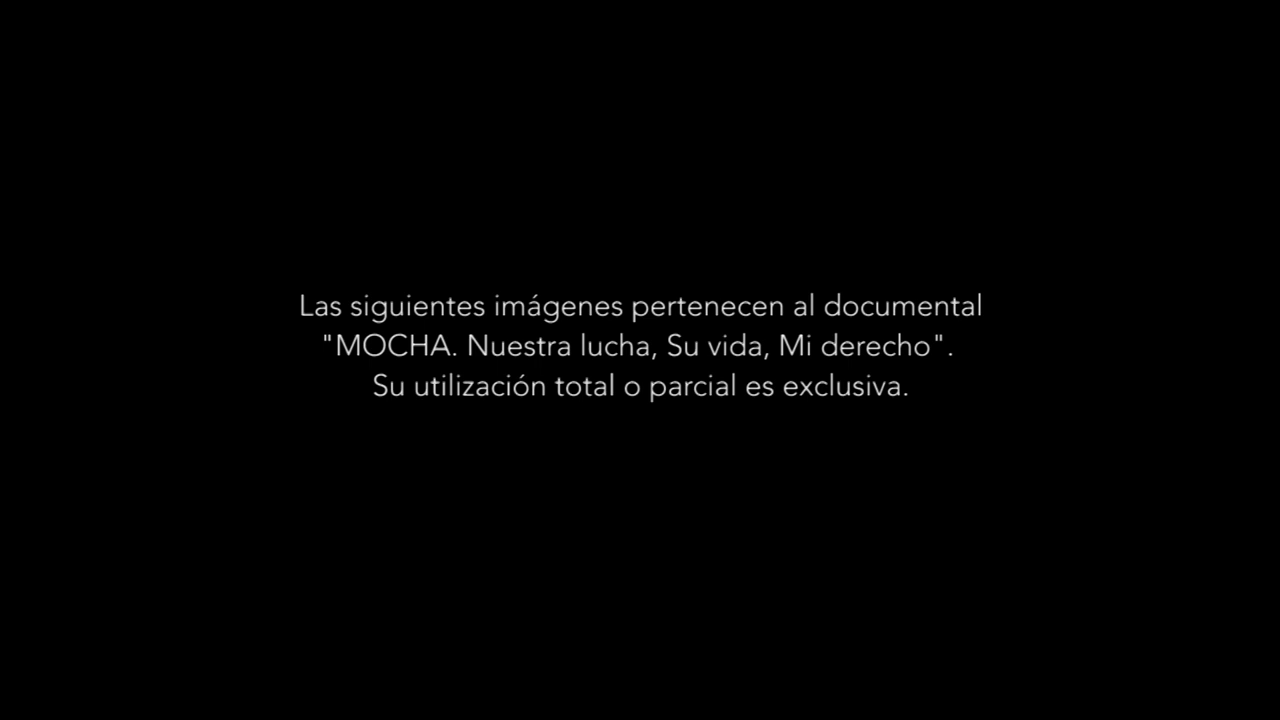 Las siguientes imágenes pertenecen al documental
"MOCHA. Nuestra lucha, Su vida, Mi derecho".
Su utilización total o parcial es exclusiva.